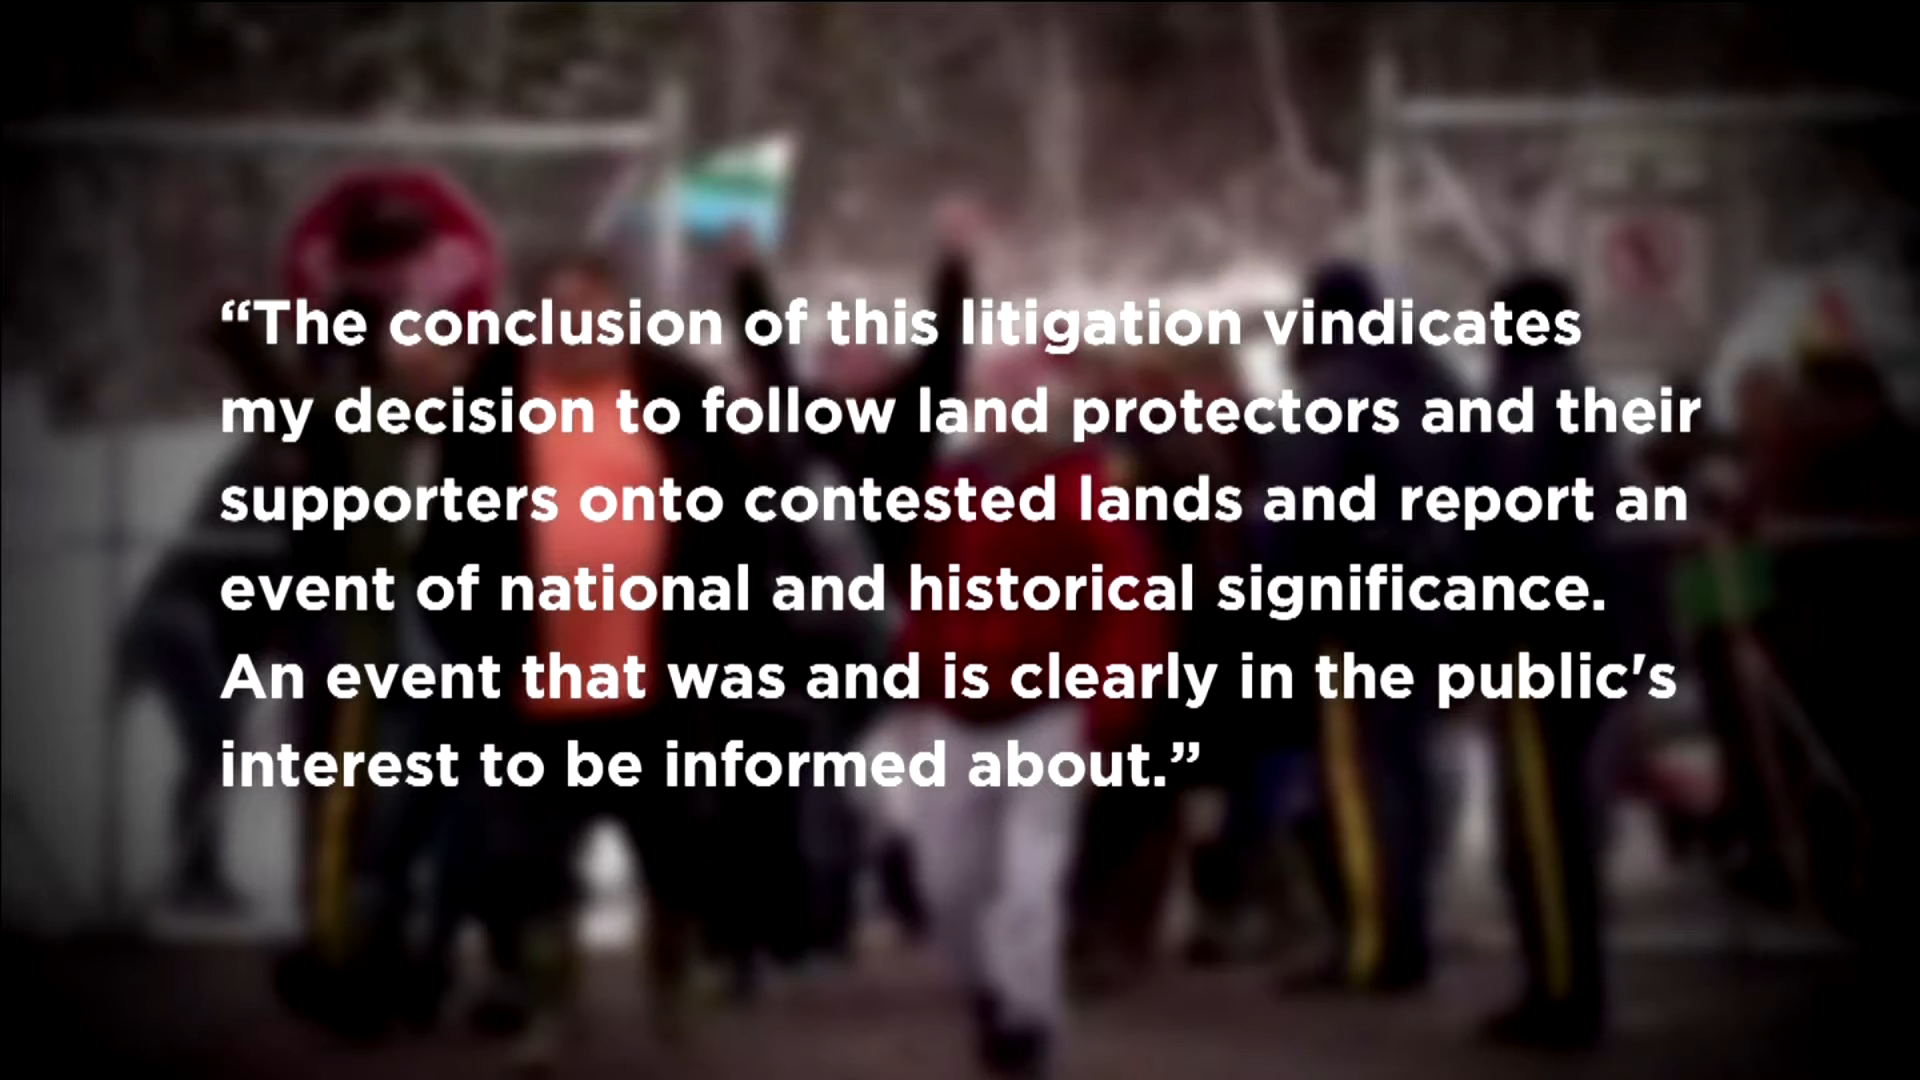 “The conclusion of this litigation vindicates
my decision to follow land protectors and their
supporters onto contested lands and report an
event of national and historical significance.
An event that was and is clearly in the public's
interest to be informed about.”